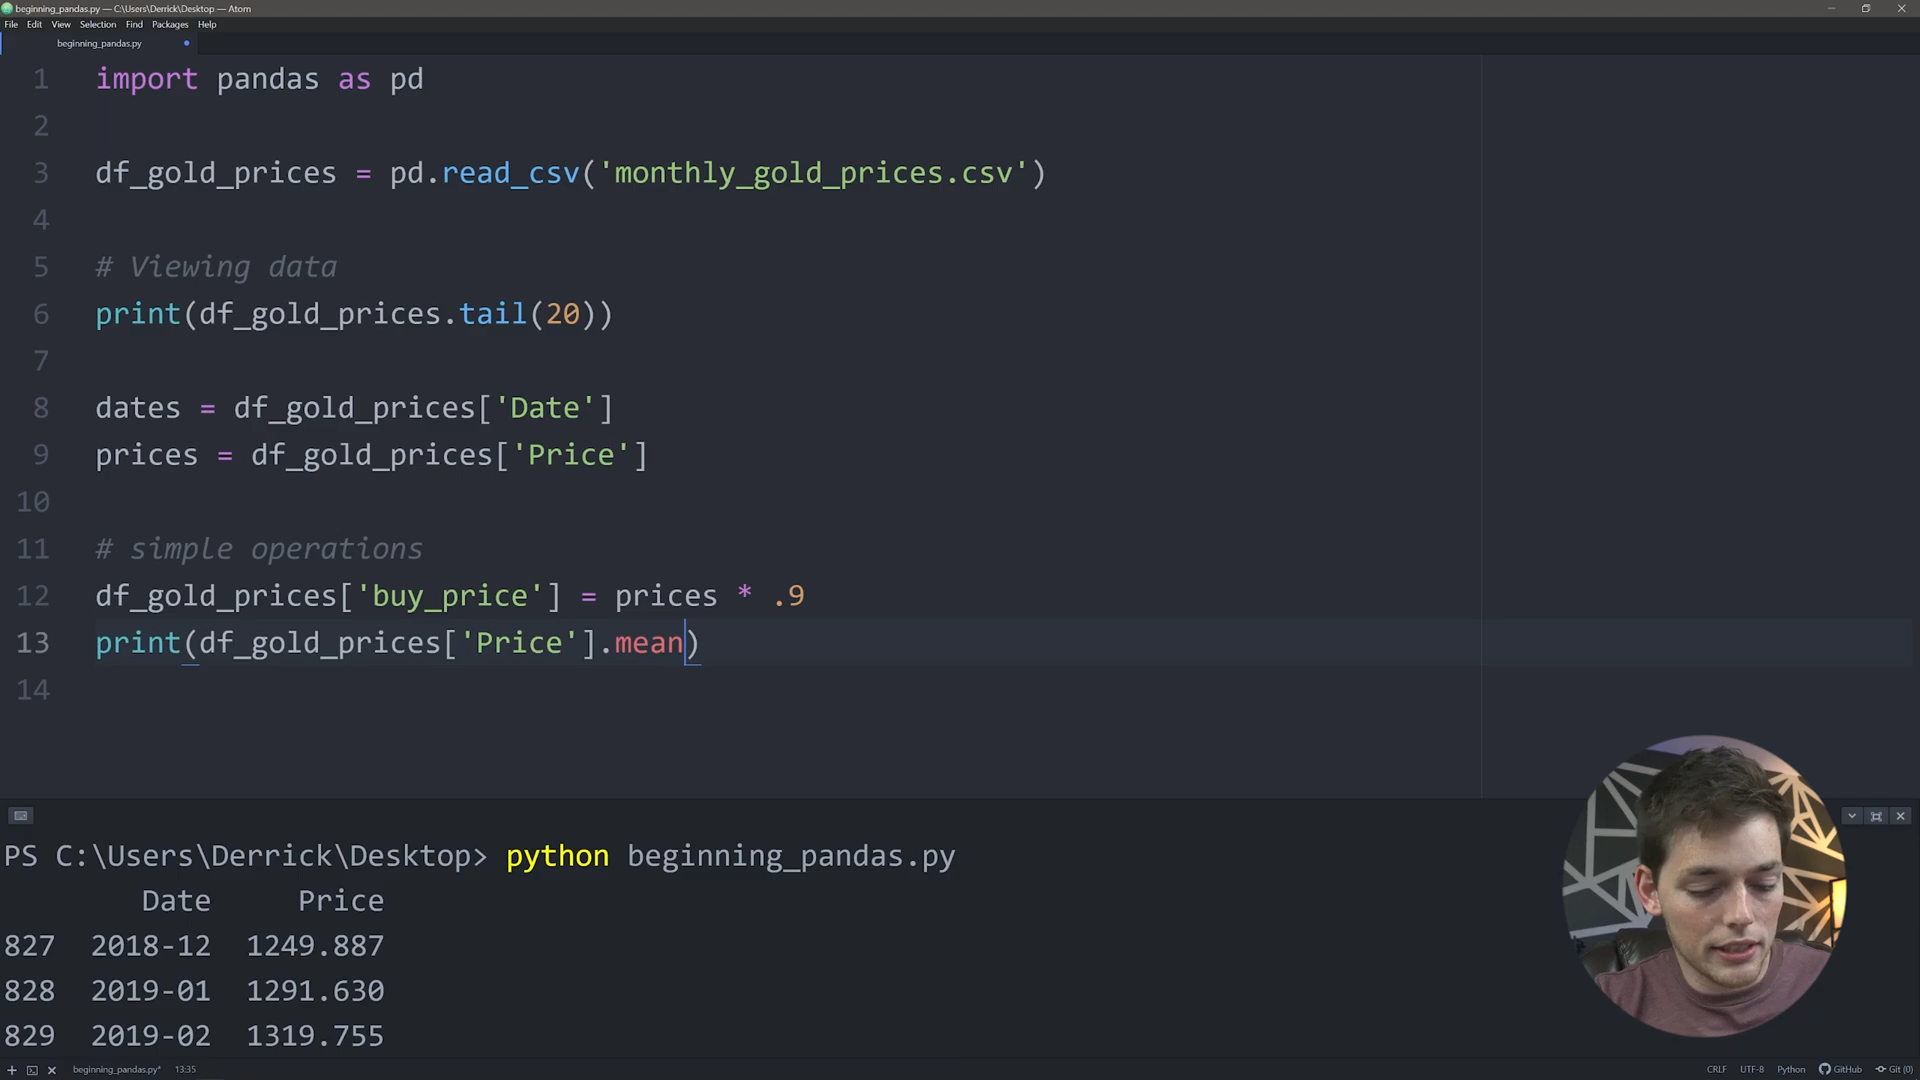 beginning_pandas.py — C:\Users\Derrick\Desktop — Atom
File Edit View Selection Find Packages Help
beginning_pandas.py
1 import pandas as pd
2
3 df_gold_prices = pd.read_csv('monthly_gold_prices.csv')
4
5 # Viewing data
6 print(df_gold_prices.tail(20))
7
8 dates = df_gold_prices['Date']
9 prices = df_gold_prices['Price']
10
11 # simple operations
12 df_gold_prices['buy_price'] = prices * .9
13 print(df_gold_prices['Price'].mean)
14
PS C:\Users\Derrick\Desktop> python beginning_pandas.py
Date Price
827 2018-12 1249.887
828 2019-01 1291.630
829 2019-02 1319.755
beginning_pandas.py* 13:35 CRLF UTF-8 Python GitHub Git (0)